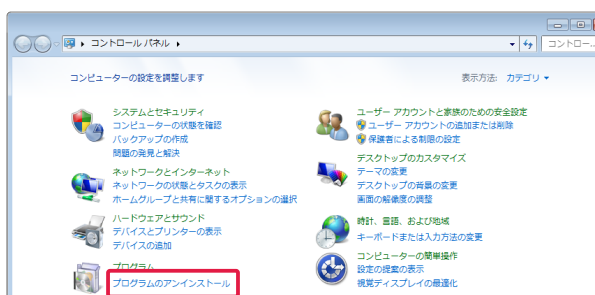 コントロール パネル
コントロー...
コンピューターの設定を調整します
表示方法: カテゴリ
システムとセキュリティ
コンピューターの状態を確認
バックアップの作成
問題の発見と解決
ネットワークとインターネット
ネットワークの状態とタスクの表示
ホームグループと共有に関するオプションの選択
ハードウェアとサウンド
デバイスとプリンターの表示
デバイスの追加
プログラム
プログラムのアンインストール
ユーザー アカウントと家族のための安全設定
ユーザー アカウントの追加または削除
保護者による制限の設定
デスクトップのカスタマイズ
テーマの変更
デスクトップの背景の変更
画面の解像度の調整
時計、言語、および地域
キーボードまたは入力方法の変更
コンピューターの簡単操作
設定の提案の表示
視覚ディスプレイの最適化